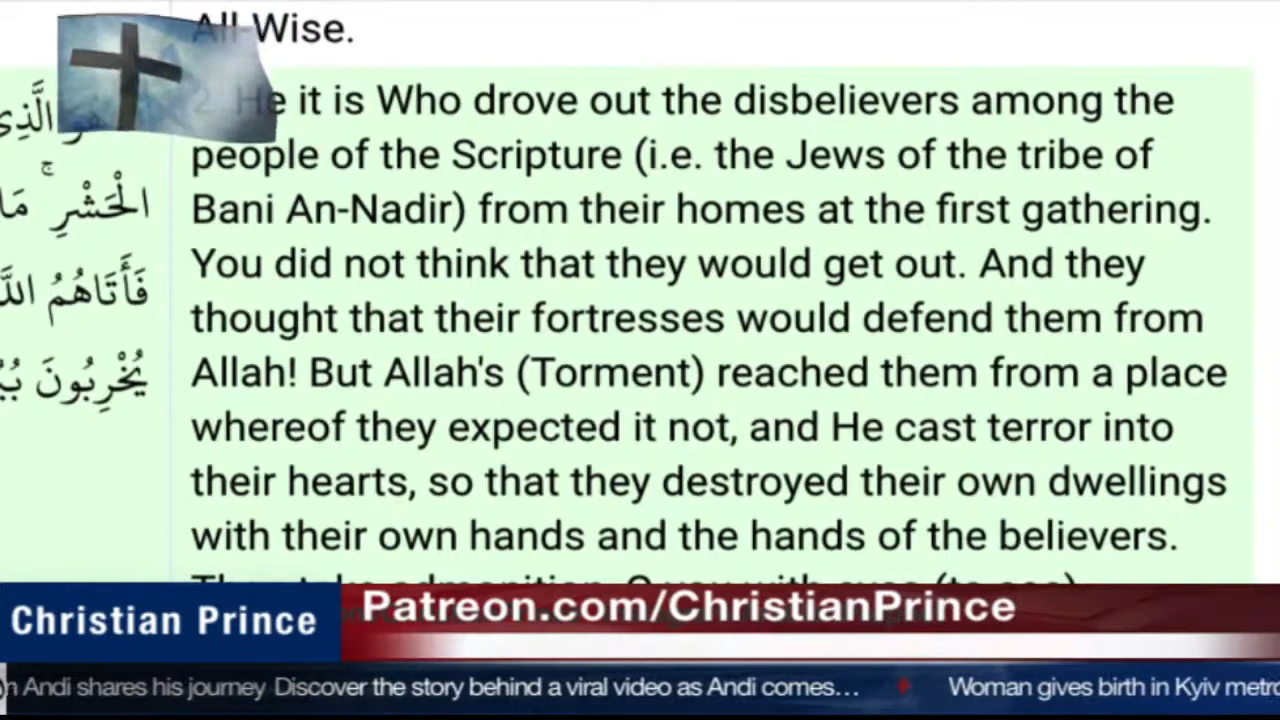 All-Wise.
2. He it is Who drove out the disbelievers among the
people of the Scripture (i.e. the Jews of the tribe of
Bani An-Nadir) from their homes at the first gathering.
You did not think that they would get out. And they
thought that their fortresses would defend them from
Allah! But Allah's (Torment) reached them from a place
whereof they expected it not, and He cast terror into
their hearts, so that they destroyed their own dwellings
with their own hands and the hands of the believers.
هُوَ الَّذِي
الْحَشْرِ ۚ مَا
فَأَتَاهُمُ اللَّ
يُخْرِبُونَ بُ
Christian Prince
Patreon.com/ChristianPrince
Andi shares his journey Discover the story behind a viral video as Andi comes... Woman gives birth in Kyiv metro